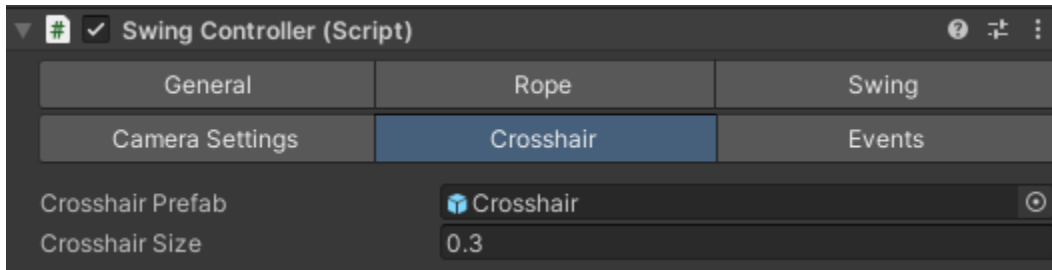 # Swing Controller (Script)
General Rope Swing
Camera Settings Crosshair Events
Crosshair Prefab Crosshair
Crosshair Size 0.3